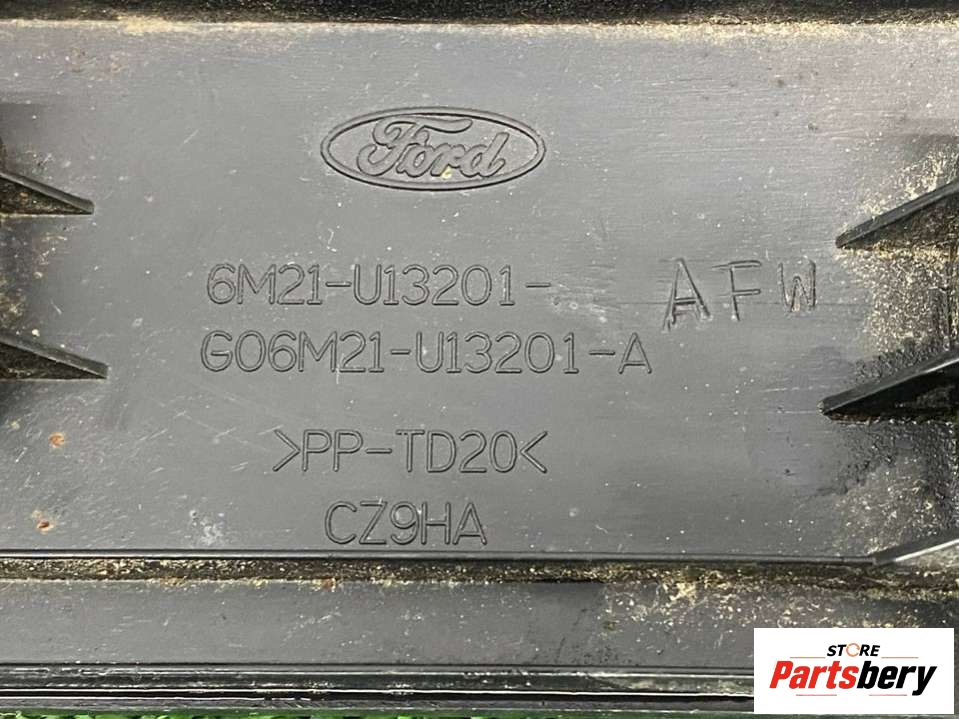 Ford
6M21-U13201- AFW
G06M21-U13201-A
>PP-TD20<
CZ9HA
STORE
Partsbery